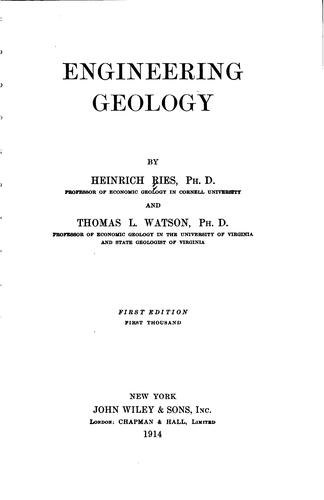 ENGINEERING
GEOLOGY
BY
HEINRICH RIES, PH. D.
PROFESSOR OF ECONOMIC GEOLOGY IN CORNELL UNIVERSITY
AND
THOMAS L. WATSON, PH. D.
PROFESSOR OF ECONOMIC GEOLOGY IN THE UNIVERSITY OF VIRGINIA
AND STATE GEOLOGIST OF VIRGINIA
FIRST EDITION
FIRST THOUSAND
NEW YORK
JOHN WILEY & SONS, INC.
LONDON: CHAPMAN & HALL, LIMITED
1914